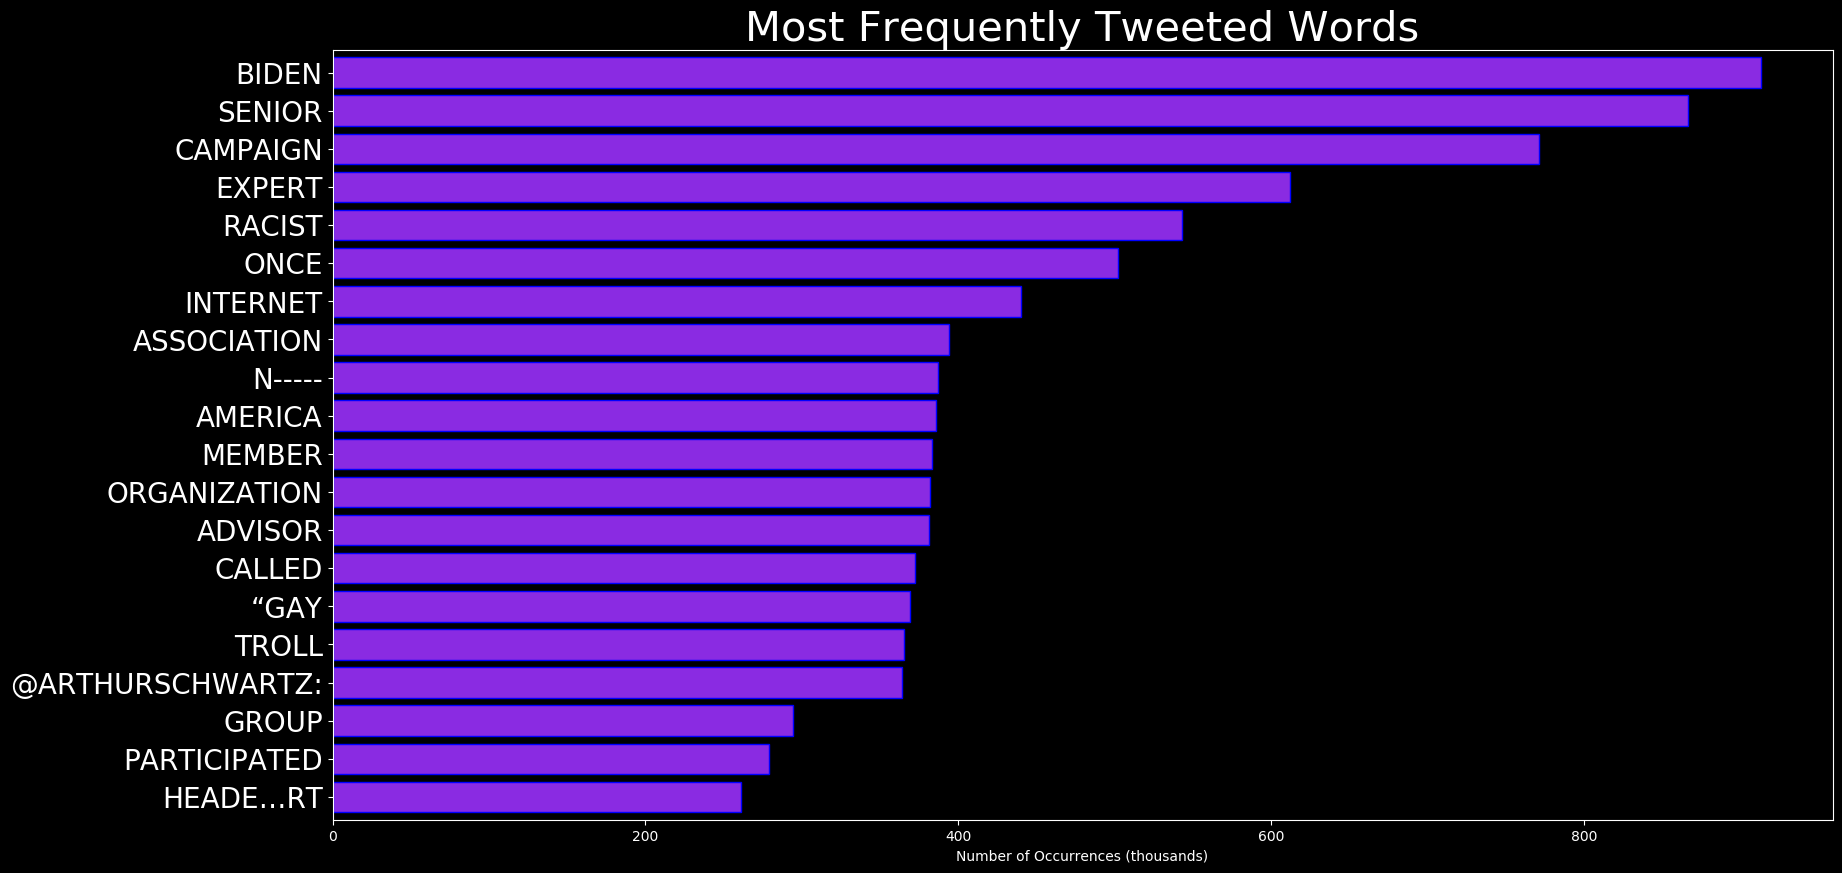 Most Frequently Tweeted Words
BIDEN
SENIOR
CAMPAIGN
EXPERT
RACIST
ONCE
INTERNET
ASSOCIATION
N-----
AMERICA
MEMBER
ORGANIZATION
ADVISOR
CALLED
“GAY
TROLL
@ARTHURSCHWARTZ:
GROUP
PARTICIPATED
HEADE…RT
0 200 400 600 800
Number of Occurrences (thousands)